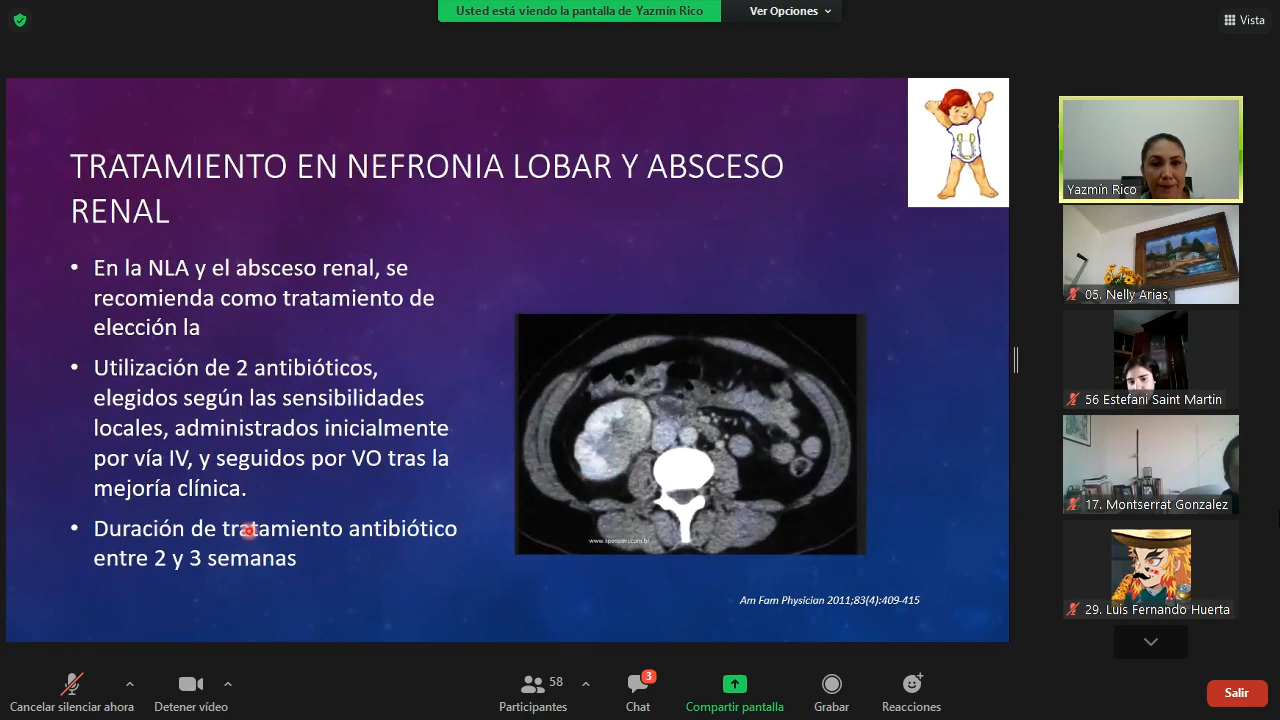 Usted está viendo la pantalla de Yazmín Rico
Ver Opciones
Vista
TRATAMIENTO EN NEFRONIA LOBAR Y ABSCESO
RENAL
• En la NLA y el absceso renal, se
recomienda como tratamiento de
elección la
• Utilización de 2 antibióticos,
elegidos según las sensibilidades
locales, administrados inicialmente
por vía IV, y seguidos por VO tras la
mejoría clínica.
• Duración de tratamiento antibiótico
entre 2 y 3 semanas
Am Fam Physician 2011;83(4):409-415
Yazmín Rico
05. Nelly Arias,
56 Estefani Saint Martin
17. Montserrat Gonzalez
29. Luis Fernando Huerta
Cancelar silenciar ahora
Detener vídeo
58
Participantes
3
Chat
Compartir pantalla
Grabar
Reacciones
Salir